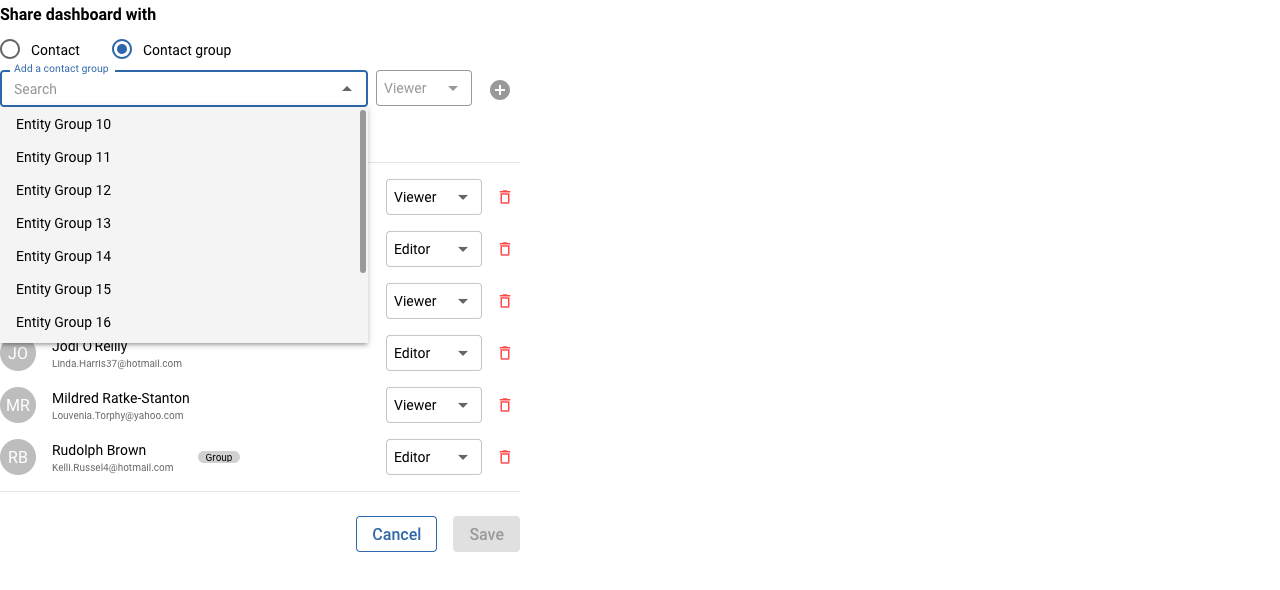 Share dashboard with
Contact
Contact group
Add a contact group
Search
Viewer
Entity Group 10
Entity Group 11
Entity Group 12
Entity Group 13
Entity Group 14
Entity Group 15
Entity Group 16
Viewer
Editor
Viewer
JO
Jodi O'Reilly
Linda.Harris37@hotmail.com
Editor
MR
Mildred Ratke-Stanton
Louvenia.Torphy@yahoo.com
Viewer
RB
Rudolph Brown
Kelli.Russel4@hotmail.com
Group
Editor
Cancel
Save